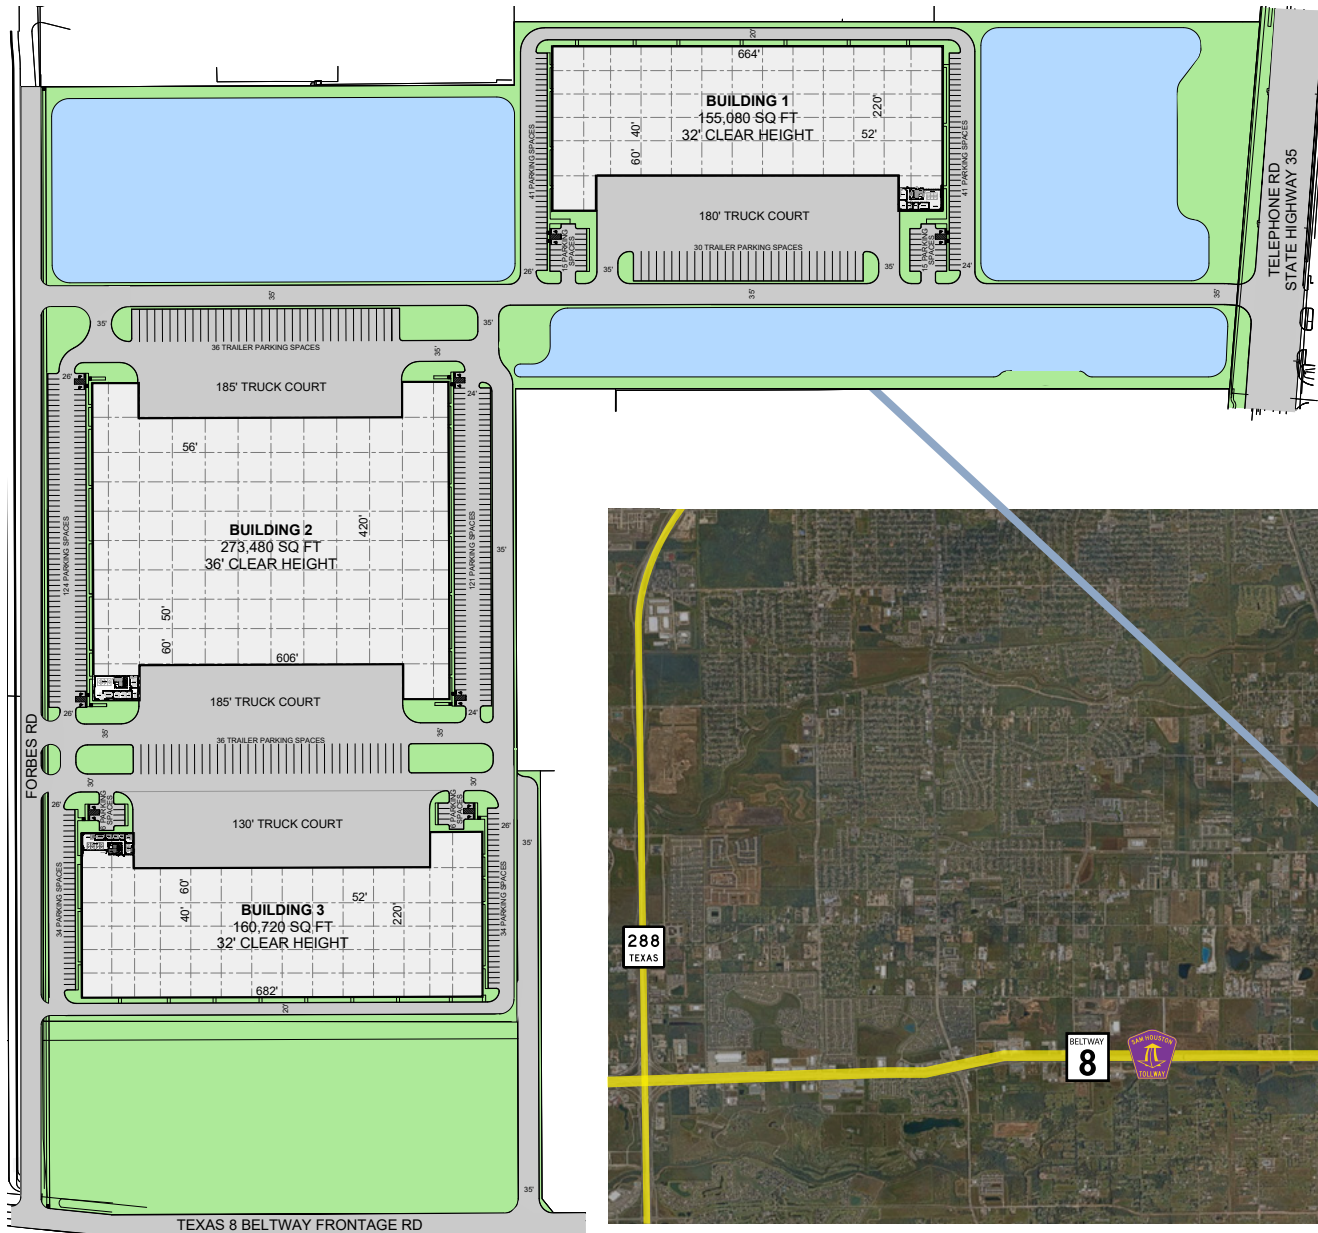 20'
664'
BUILDING 1
155,080 SQ FT
32' CLEAR HEIGHT
220'
52'
40'
60'
41 PARKING SPACES
41 PARKING SPACES
180' TRUCK COURT
30 TRAILER PARKING SPACES
15 PARKING
SPACES
15 PARKING
SPACES
26'
35'
35'
24'
35'
35'
35'
TELEPHONE RD
STATE HIGHWAY 35
35'
35'
36 TRAILER PARKING SPACES
35'
185' TRUCK COURT
26'
24'
56'
BUILDING 2
273,480 SQ FT
36' CLEAR HEIGHT
420'
50'
60'
606'
124 PARKING SPACES
121 PARKING SPACES
35'
185' TRUCK COURT
26'
24'
35'
35'
36 TRAILER PARKING SPACES
FORBES RD
30'
30'
26'
6 PARKING
SPACES
6 PARKING
SPACES
130' TRUCK COURT
26'
35'
34 PARKING SPACES
34 PARKING SPACES
60'
40'
52'
220'
BUILDING 3
160,720 SQ FT
32' CLEAR HEIGHT
682'
20'
35'
TEXAS 8 BELTWAY FRONTAGE RD
288
TEXAS
BELTWAY
8
SAM HOUSTON
TOLLWAY